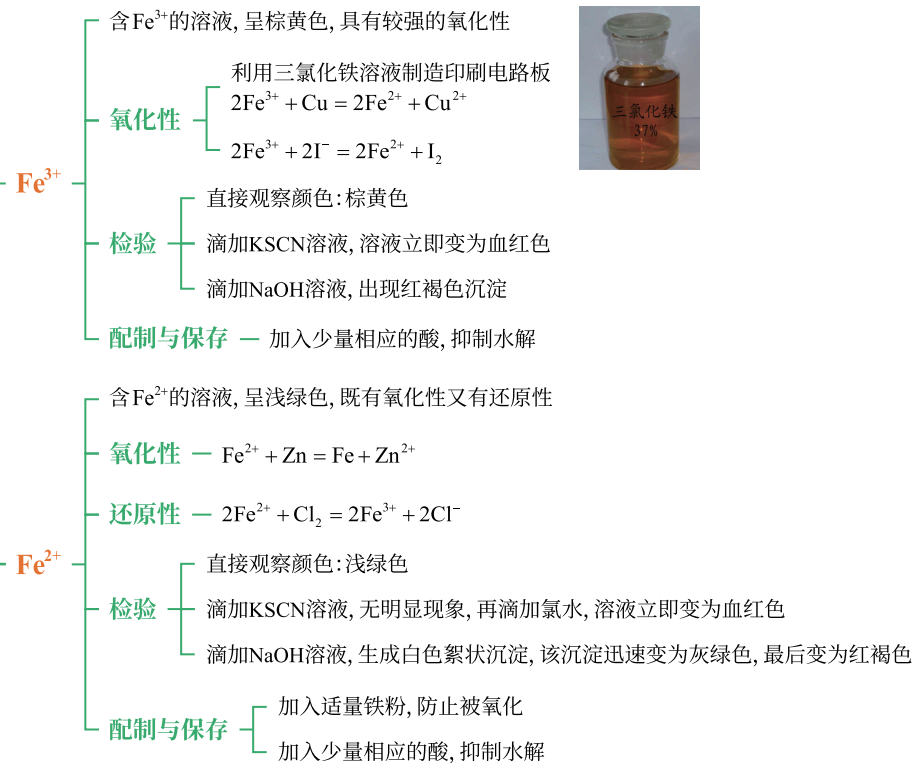 含Fe³⁺的溶液, 呈棕黄色, 具有较强的氧化性
利用三氯化铁溶液制造印刷电路板
2Fe³⁺ + Cu = 2Fe²⁺ + Cu²⁺
氧化性
2Fe³⁺ + 2I⁻ = 2Fe²⁺ + I₂
三氯化铁
37%
Fe³⁺
直接观察颜色: 棕黄色
检验
滴加KSCN溶液, 溶液立即变为血红色
滴加NaOH溶液, 出现红褐色沉淀
配制与保存
加入少量相应的酸, 抑制水解
含Fe²⁺的溶液, 呈浅绿色, 既有氧化性又有还原性
氧化性
Fe²⁺ + Zn = Fe + Zn²⁺
还原性
2Fe²⁺ + Cl₂ = 2Fe³⁺ + 2Cl⁻
Fe²⁺
直接观察颜色: 浅绿色
检验
滴加KSCN溶液, 无明显现象, 再滴加氯水, 溶液立即变为血红色
滴加NaOH溶液, 生成白色絮状沉淀, 该沉淀迅速变为灰绿色, 最后变为红褐色
配制与保存
加入适量铁粉, 防止被氧化
加入少量相应的酸, 抑制水解